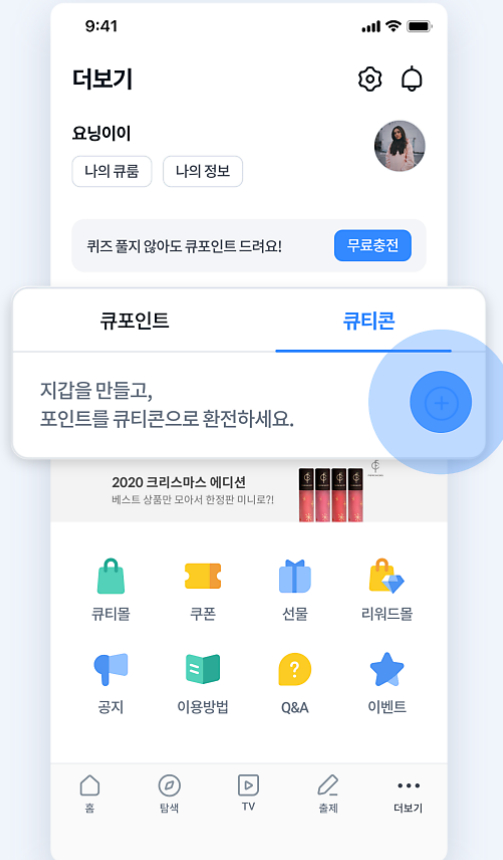 9:41
더보기
요닝이이
나의 큐룸
나의 정보
퀴즈 풀지 않아도 큐포인트 드려요!
무료충전
큐포인트
큐티콘
지갑을 만들고,
포인트를 큐티콘으로 환전하세요.
2020 크리스마스 에디션
베스트 상품만 모아서 한정판 미니로?!
큐티몰
쿠폰
선물
리워드몰
공지
이용방법
Q&A
이벤트
홈
탐색
TV
출제
더보기